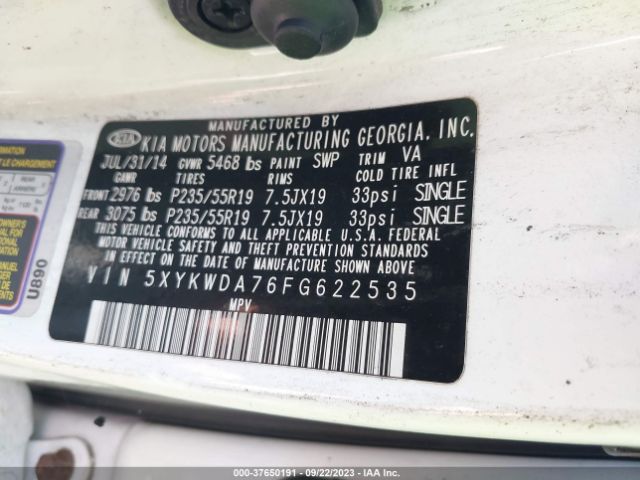 MANUFACTURED BY
KIA KIA MOTORS MANUFACTURING GEORGIA, INC.
JUL/31/14 GVWR 5468 lbs PAINT SWP TRIM VA
GAWR TIRES RIMS COLD TIRE INFL
FRONT 2976 lbs P235/55R19 7.5JX19 33psi SINGLE
REAR 3075 lbs P235/55R19 7.5JX19 33psi SINGLE
THIS VEHICLE CONFORMS TO ALL APPLICABLE U.S.A. FEDERAL
MOTOR VEHICLE SAFETY AND THEFT PREVENTION STANDARDS
IN EFFECT ON THE DATE OF MANUFACTURE SHOWN ABOVE.
VIN 5XYKWDA76FG622535
MPV
U890
000-37650191 - 09/22/2023 - IAA Inc.